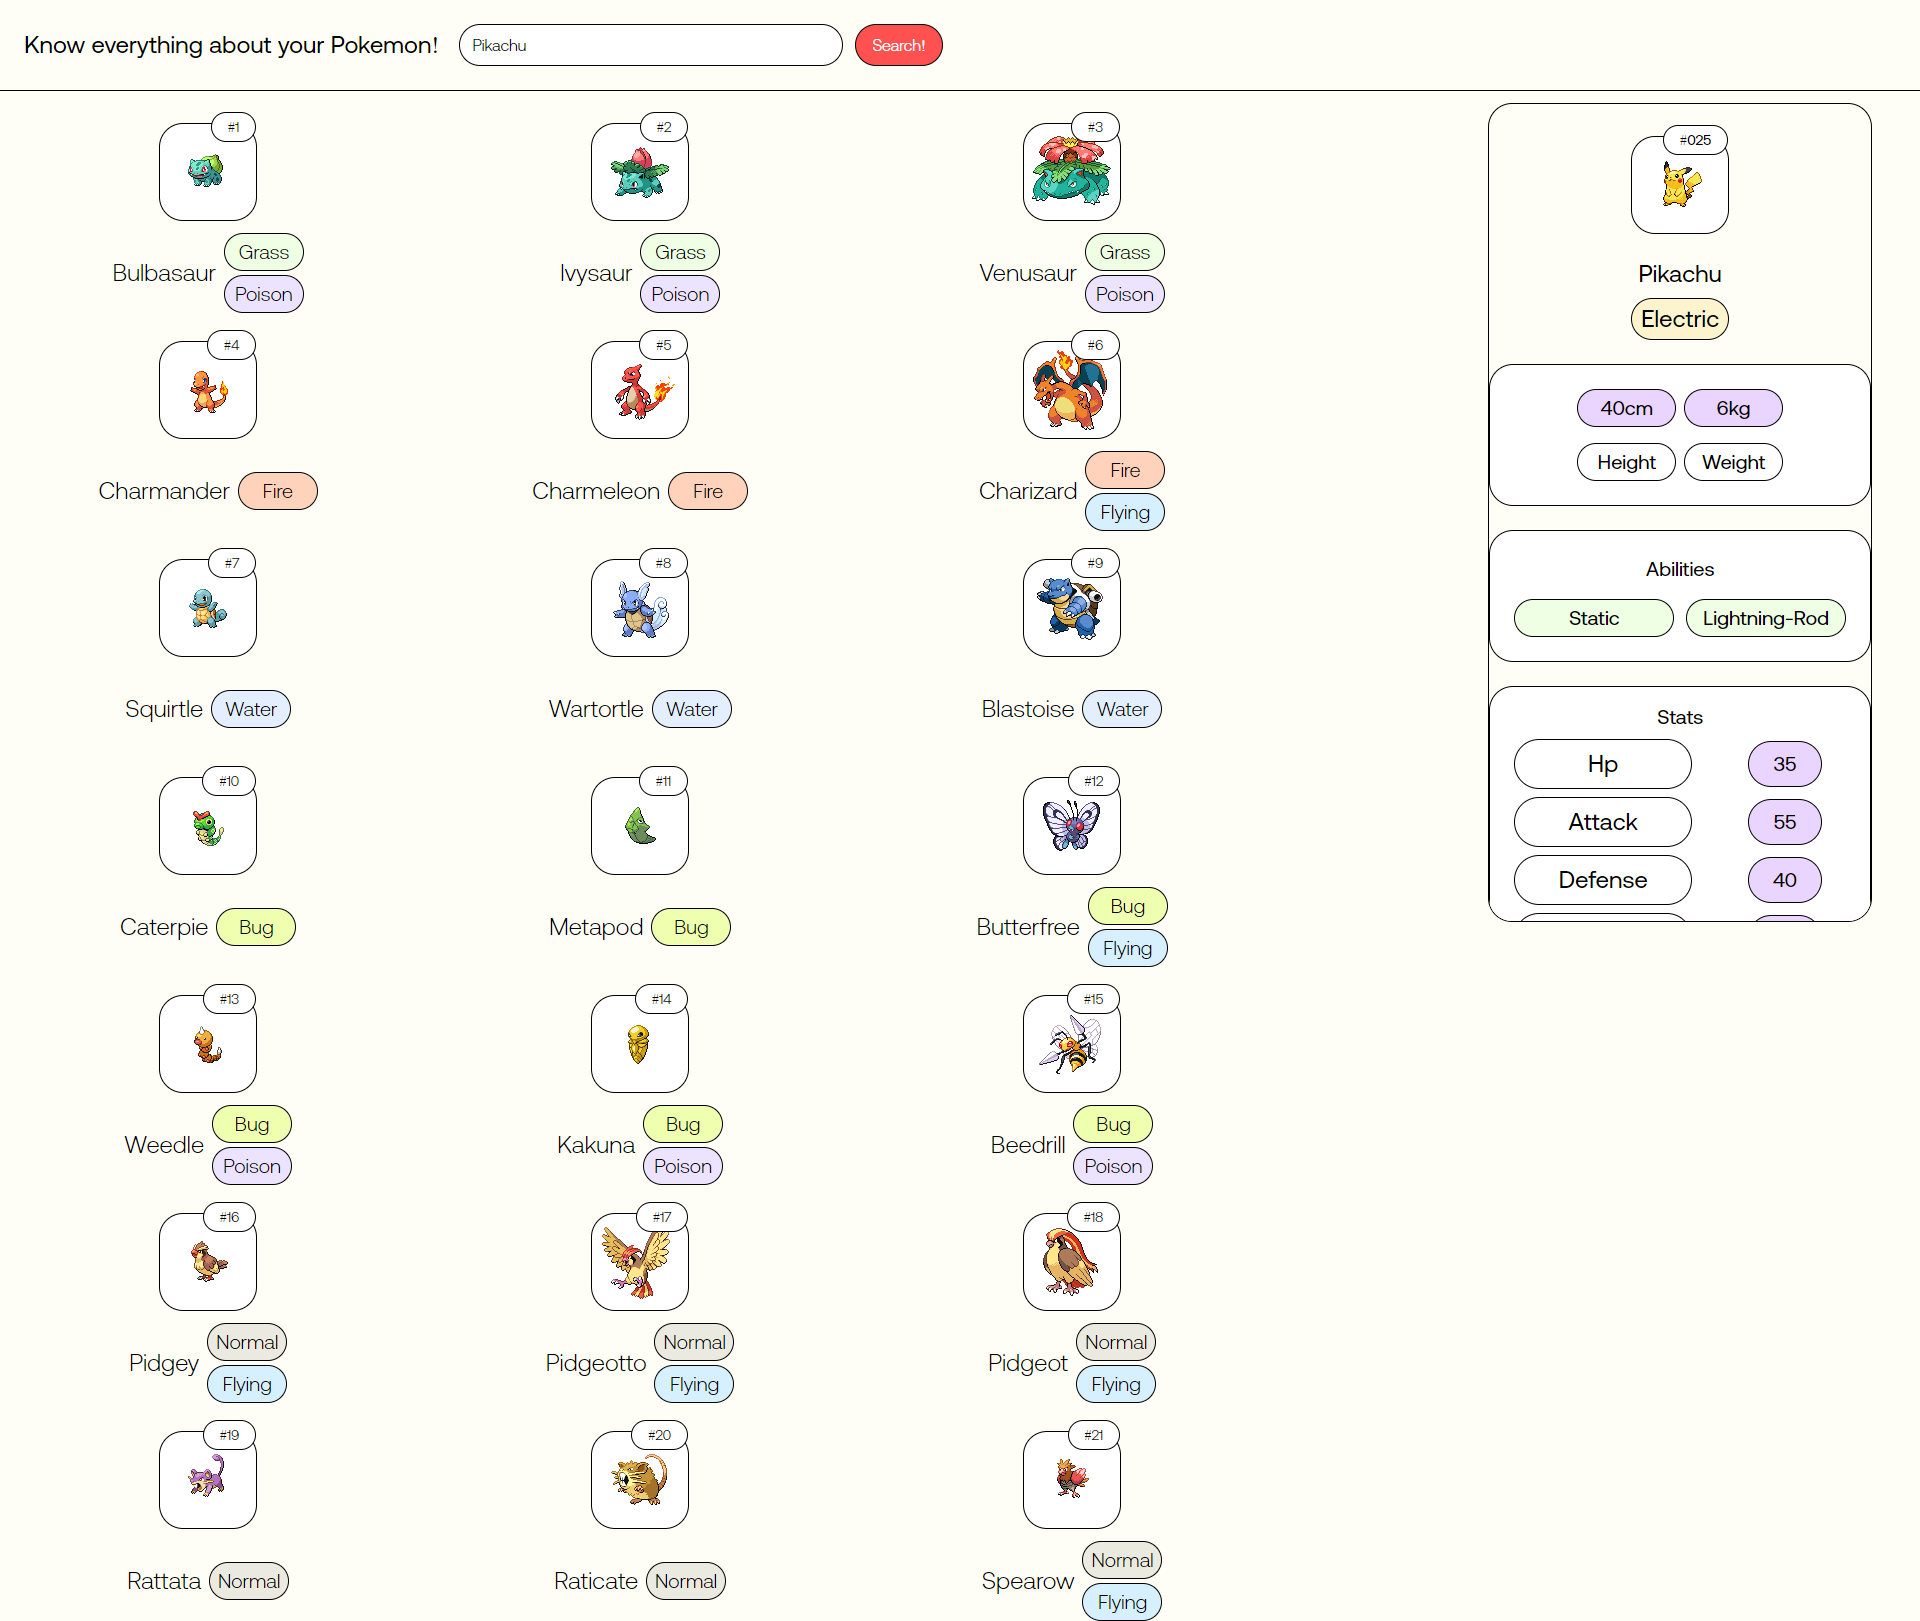 Know everything about your Pokemon!
Pikachu
Search!
#1
Bulbasaur
Grass
Poison
#2
Ivysaur
Grass
Poison
#3
Venusaur
Grass
Poison
#4
Charmander
Fire
#5
Charmeleon
Fire
#6
Charizard
Fire
Flying
#7
Squirtle
Water
#8
Wartortle
Water
#9
Blastoise
Water
#10
Caterpie
Bug
#11
Metapod
Bug
#12
Butterfree
Bug
Flying
#13
Weedle
Bug
Poison
#14
Kakuna
Bug
Poison
#15
Beedrill
Bug
Poison
#16
Pidgey
Normal
Flying
#17
Pidgeotto
Normal
Flying
#18
Pidgeot
Normal
Flying
#19
Rattata
Normal
#20
Raticate
Normal
#21
Spearow
Normal
Flying
#025
Pikachu
Electric
40cm 6kg
Height Weight
Abilities
Static Lightning-Rod
Stats
Hp 35
Attack 55
Defense 40